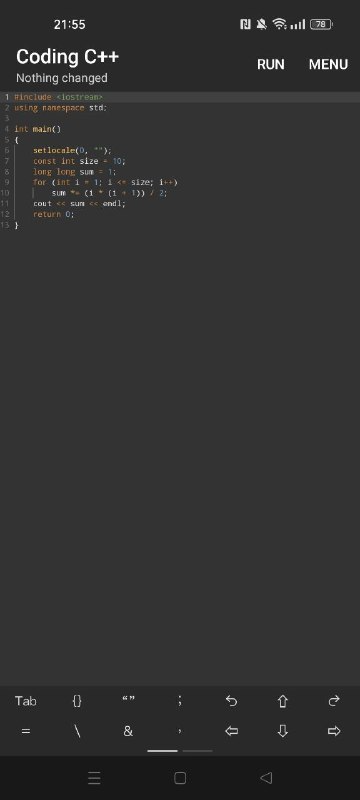 21:55
78
Coding C++
Nothing changed
RUN MENU
1 #include <iostream>
2 using namespace std;
3
4 int main()
5 {
6 setlocale(0, "");
7 const int size = 10;
8 long long sum = 1;
9 for (int i = 1; i <= size; i++)
10 sum *= (i * (i + 1)) / 2;
11 cout << sum << endl;
12 return 0;
13 }
Tab {} “” ;
= \ & ,